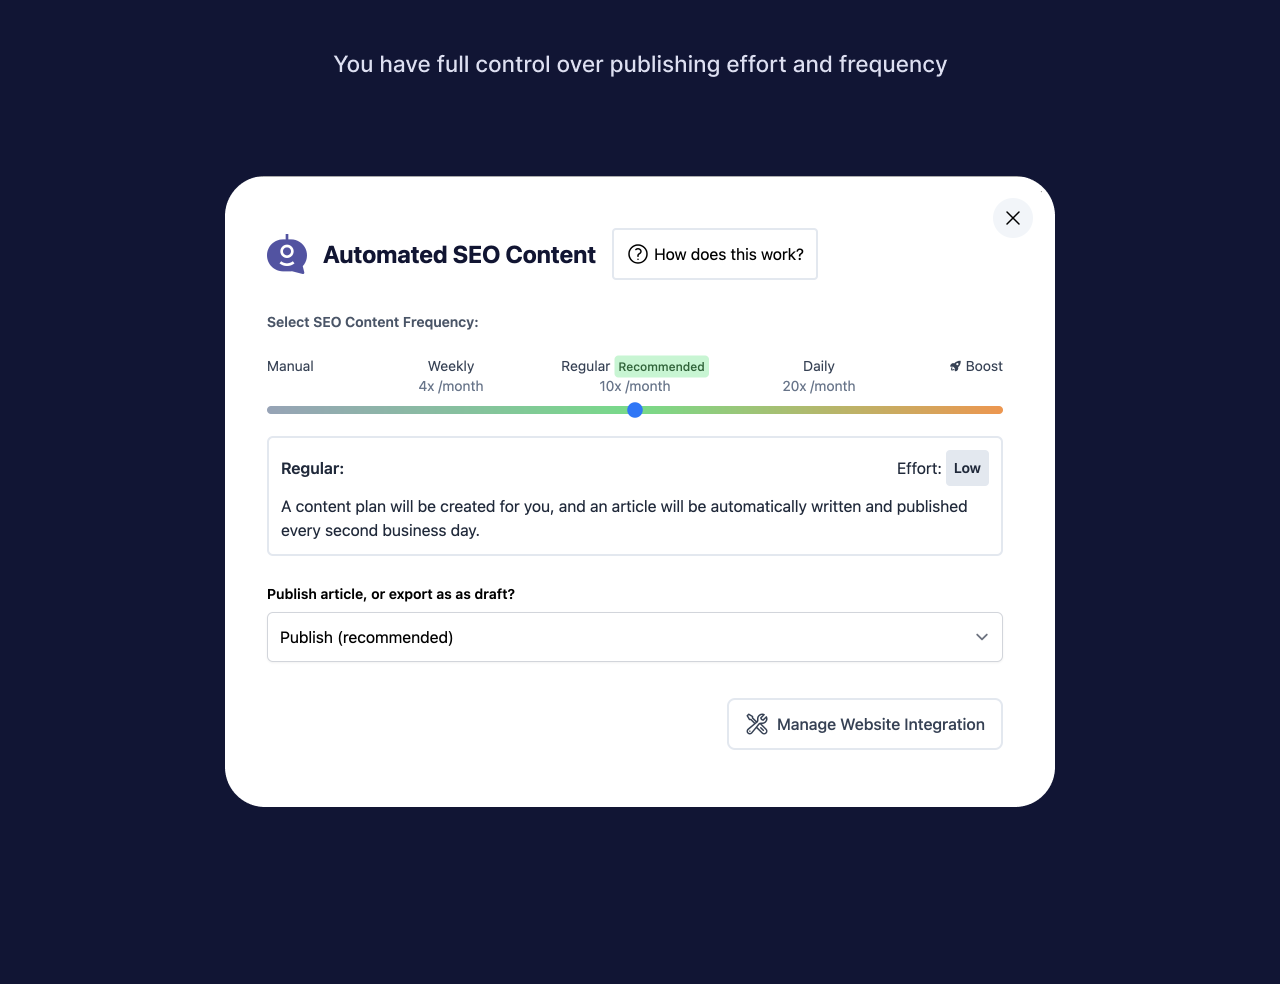 You have full control over publishing effort and frequency
Automated SEO Content
How does this work?
Select SEO Content Frequency:
Manual
Weekly
4x /month
Regular Recommended
10x /month
Daily
20x /month
Boost
Regular:
Effort: Low
A content plan will be created for you, and an article will be automatically written and published
every second business day.
Publish article, or export as as draft?
Publish (recommended)
Manage Website Integration